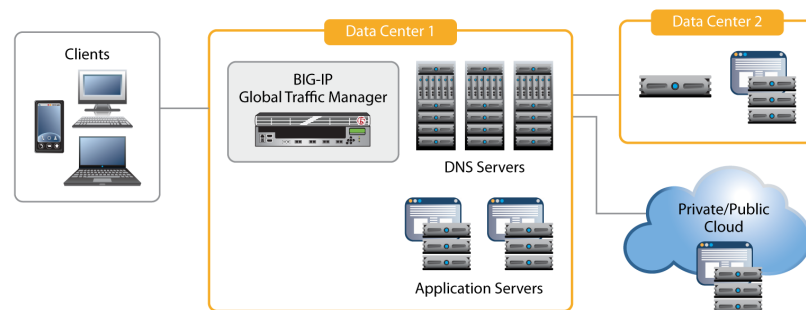 Clients
Data Center 1
BIG-IP
Global Traffic Manager
DNS Servers
Application Servers
Data Center 2
Private/Public
Cloud